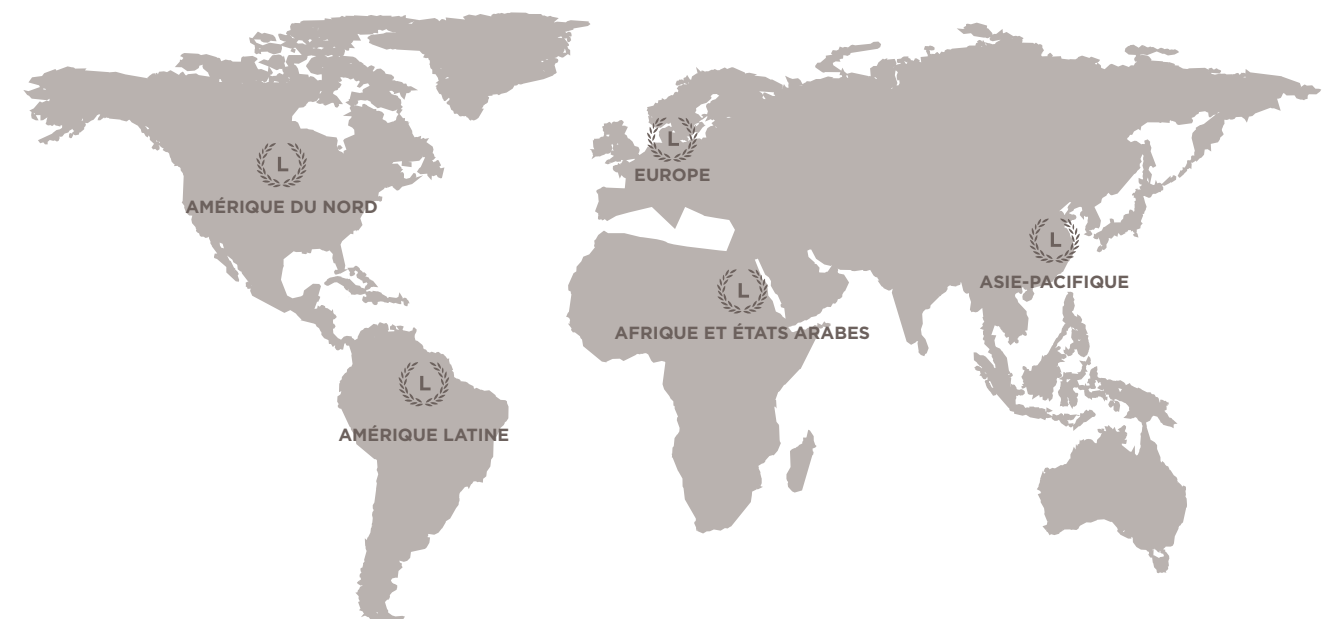 L
EUROPE
L
AMÉRIQUE DU NORD
L
ASIE-PACIFIQUE
L
AFRIQUE ET ÉTATS ARABES
L
AMÉRIQUE LATINE